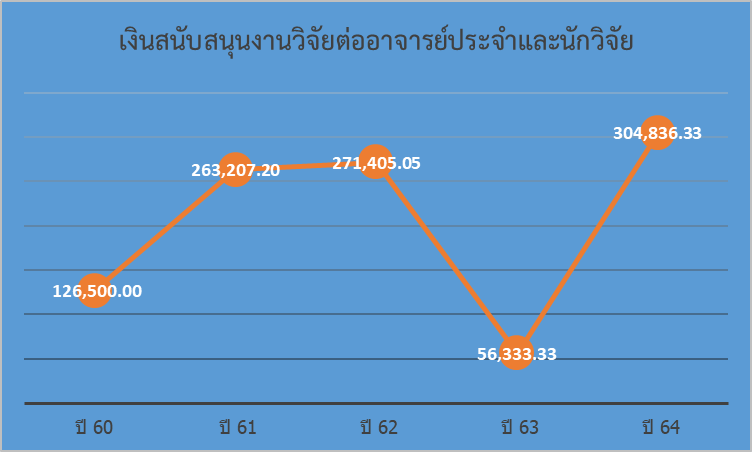 เงินสนับสนุนงานวิจัยต่ออาจารย์ประจำและนักวิจัย
304,836.33
263,207.20
271,405.05
126,500.00
56,333.33
ปี 60 ปี 61 ปี 62 ปี 63 ปี 64